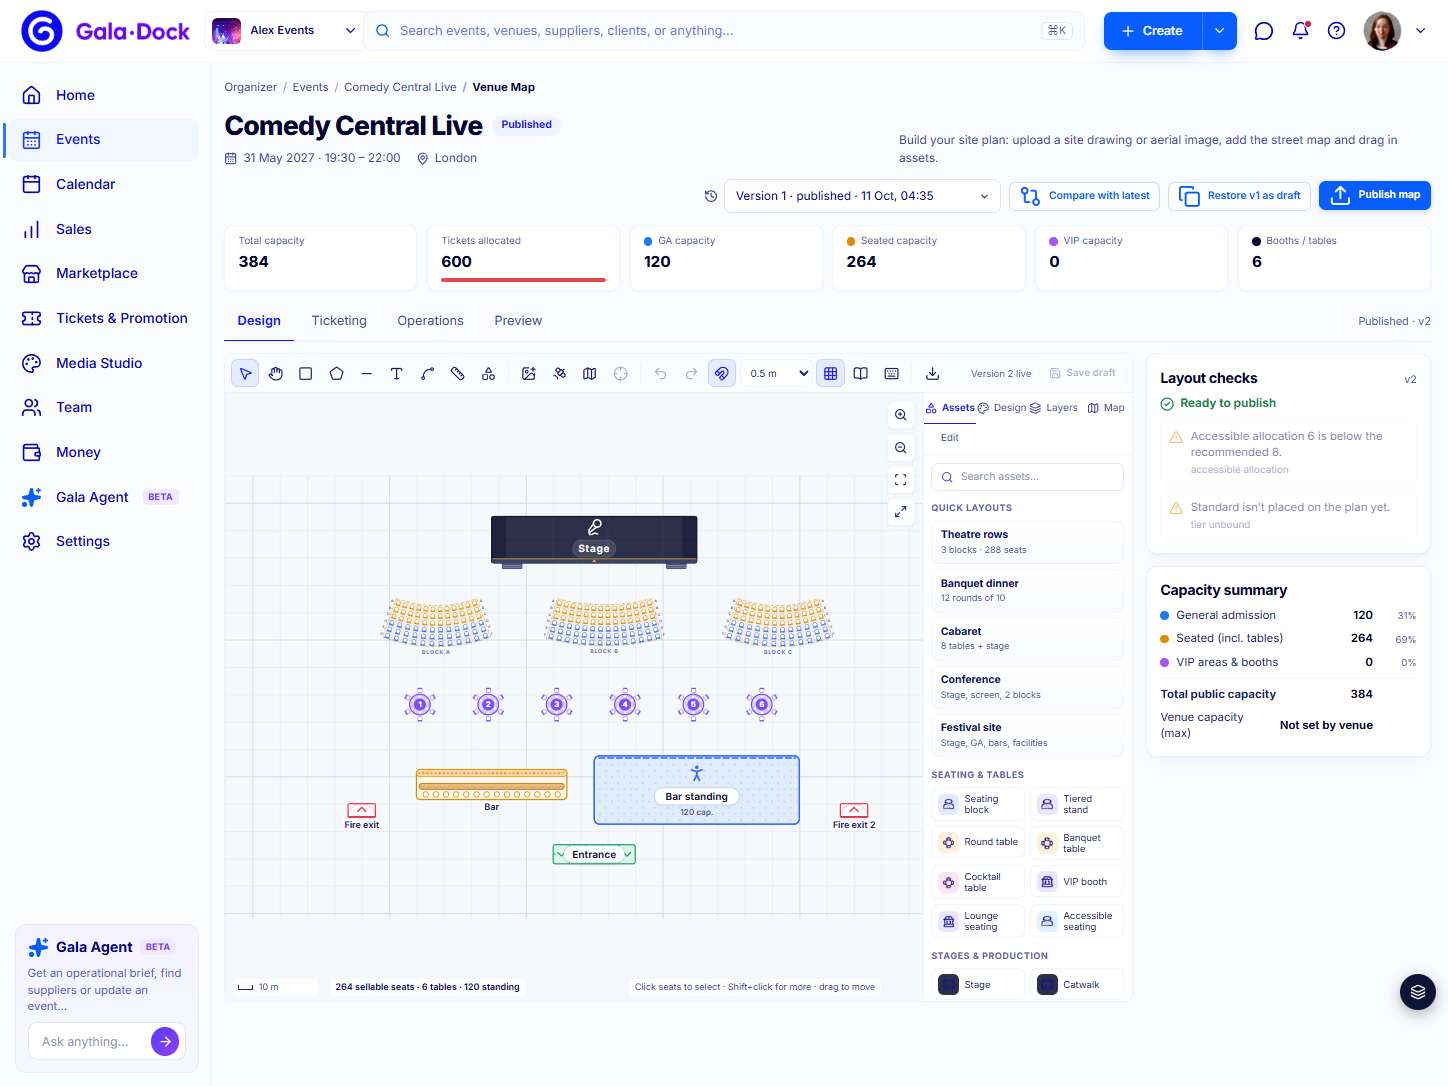 Gala·Dock
Alex Events
Search events, venues, suppliers, clients, or anything...
⌘K
Create
Home
Events
Calendar
Sales
Marketplace
Tickets & Promotion
Media Studio
Team
Money
Gala Agent BETA
Settings
Organizer / Events / Comedy Central Live / Venue Map
Comedy Central Live Published
31 May 2027 · 19:30 – 22:00 London
Build your site plan: upload a site drawing or aerial image, add the street map and drag in
assets.
Version 1 · published · 11 Oct, 04:35
Compare with latest
Restore v1 as draft
Publish map
Total capacity
384
Tickets allocated
600
GA capacity
120
Seated capacity
264
VIP capacity
0
Booths / tables
6
Design Ticketing Operations Preview
Published · v2
0.5 m
Version 2 live
Save draft
Stage
BLOCK A
BLOCK B
BLOCK C
1 2 3 4 5 6
Bar
Bar standing
120 cap.
Fire exit
Fire exit 2
Entrance
10 m
264 sellable seats · 6 tables · 120 standing
Click seats to select · Shift+click for more · drag to move
Assets Design Layers Map
Edit
Search assets...
QUICK LAYOUTS
Theatre rows
3 blocks · 288 seats
Banquet dinner
12 rounds of 10
Cabaret
8 tables + stage
Conference
Stage, screen, 2 blocks
Festival site
Stage, GA, bars, facilities
SEATING & TABLES
Seating
block
Tiered
stand
Round table
Banquet
table
Cocktail
table
VIP booth
Lounge
seating
Accessible
seating
STAGES & PRODUCTION
Stage
Catwalk
Layout checks v2
Ready to publish
Accessible allocation 6 is below the
recommended 8.
accessible allocation
Standard isn't placed on the plan yet.
tier unbound
Capacity summary
General admission 120 31%
Seated (incl. tables) 264 69%
VIP areas & booths 0 0%
Total public capacity 384
Venue capacity
(max)
Not set by venue
Gala Agent BETA
Get an operational brief, find
suppliers or update an
event...
Ask anything...